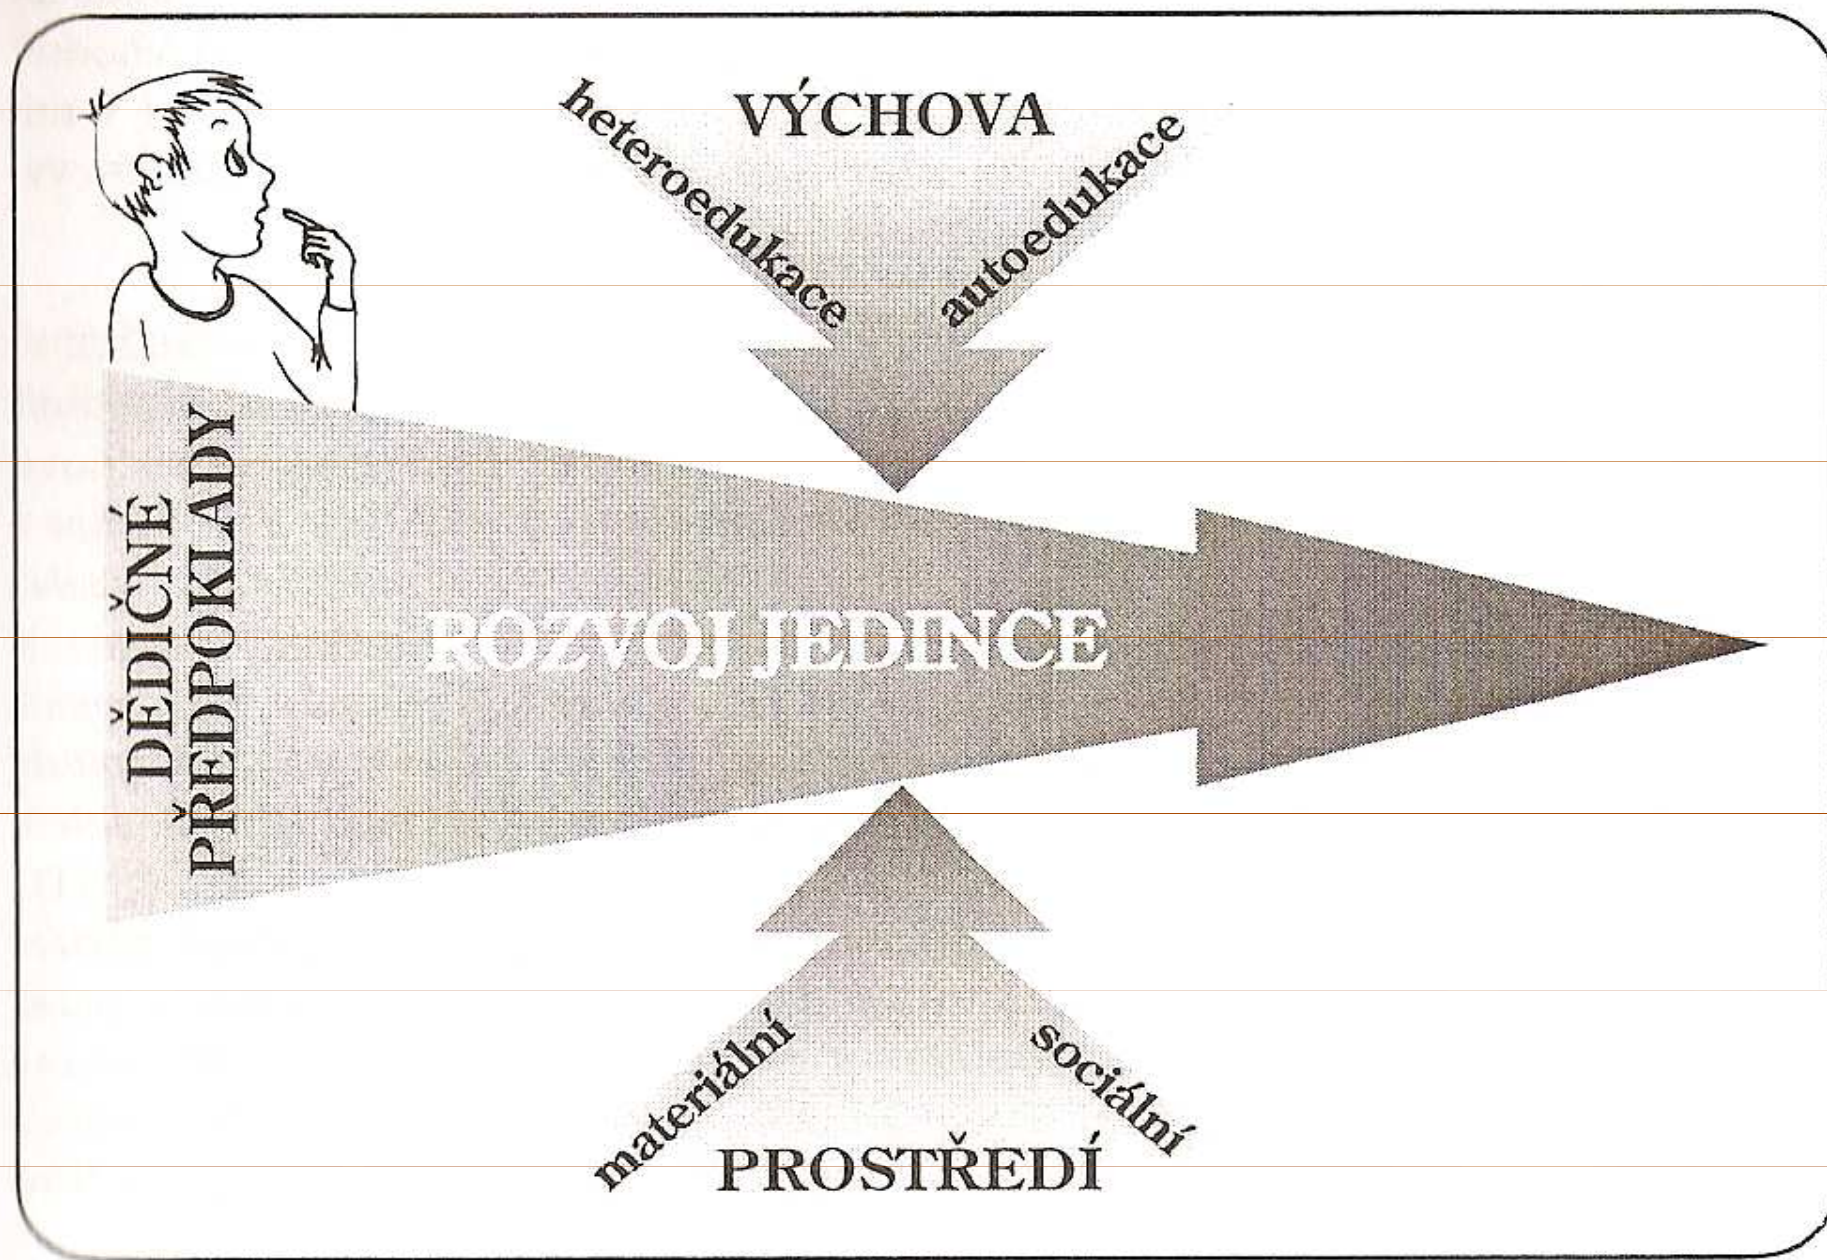 VÝCHOVA
heteroedukace
autoedukace
DĚDIČNÉ
PŘEDPOKLADY
ROZVOJ JEDINCE
materiální
sociální
PROSTŘEDÍ